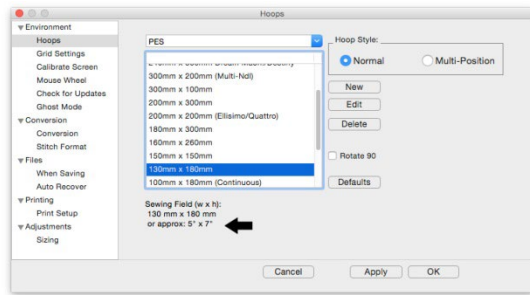 Hoops
Environment
Hoops
Grid Settings
Calibrate Screen
Mouse Wheel
Check for Updates
Ghost Mode
Conversion
Conversion
Stitch Format
Files
When Saving
Auto Recover
Printing
Print Setup
Adjustments
Sizing
PES
300mm x 200mm (Multi-Ndl)
300mm x 100mm
200mm x 300mm
200mm x 200mm (Ellisimo/Quattro)
180mm x 300mm
160mm x 260mm
150mm x 150mm
130mm x 180mm
100mm x 180mm (Continuous)
Sewing Field (w x h):
130 mm x 180 mm
or approx: 5" x 7"
Hoop Style:
Normal
Multi-Position
New
Edit
Delete
Rotate 90
Defaults
Cancel
Apply
OK